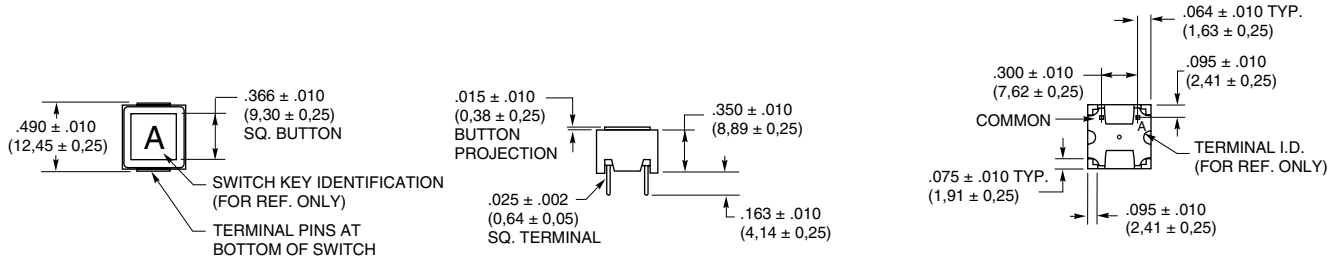 .490 ± .010
(12,45 ± 0,25)
A
.366 ± .010
(9,30 ± 0,25)
SQ. BUTTON
SWITCH KEY IDENTIFICATION
(FOR REF. ONLY)
TERMINAL PINS AT
BOTTOM OF SWITCH
.015 ± .010
(0,38 ± 0,25)
BUTTON
PROJECTION
.350 ± .010
(8,89 ± 0,25)
.025 ± .002
(0,64 ± 0,05)
SQ. TERMINAL
.163 ± .010
(4,14 ± 0,25)
.064 ± .010 TYP.
(1,63 ± 0,25)
.300 ± .010
(7,62 ± 0,25)
.095 ± .010
(2,41 ± 0,25)
COMMON
A
TERMINAL I.D.
(FOR REF. ONLY)
.075 ± .010 TYP.
(1,91 ± 0,25)
.095 ± .010
(2,41 ± 0,25)